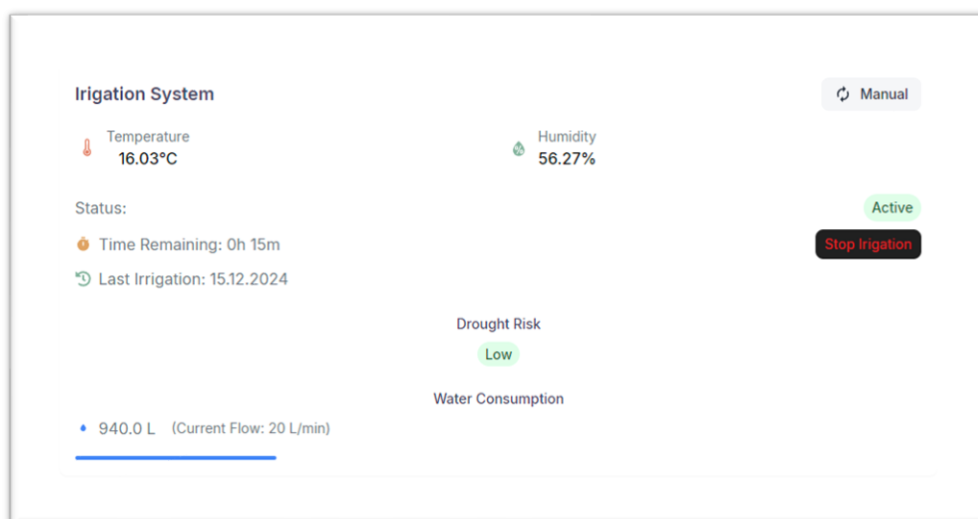 Irigation System
Manual
Temperature
16.03°C
Humidity
56.27%
Status:
Active
Time Remaining: 0h 15m
Stop Irigation
Last Irrigation: 15.12.2024
Drought Risk
Low
Water Consumption
940.0 L (Current Flow: 20 L/min)